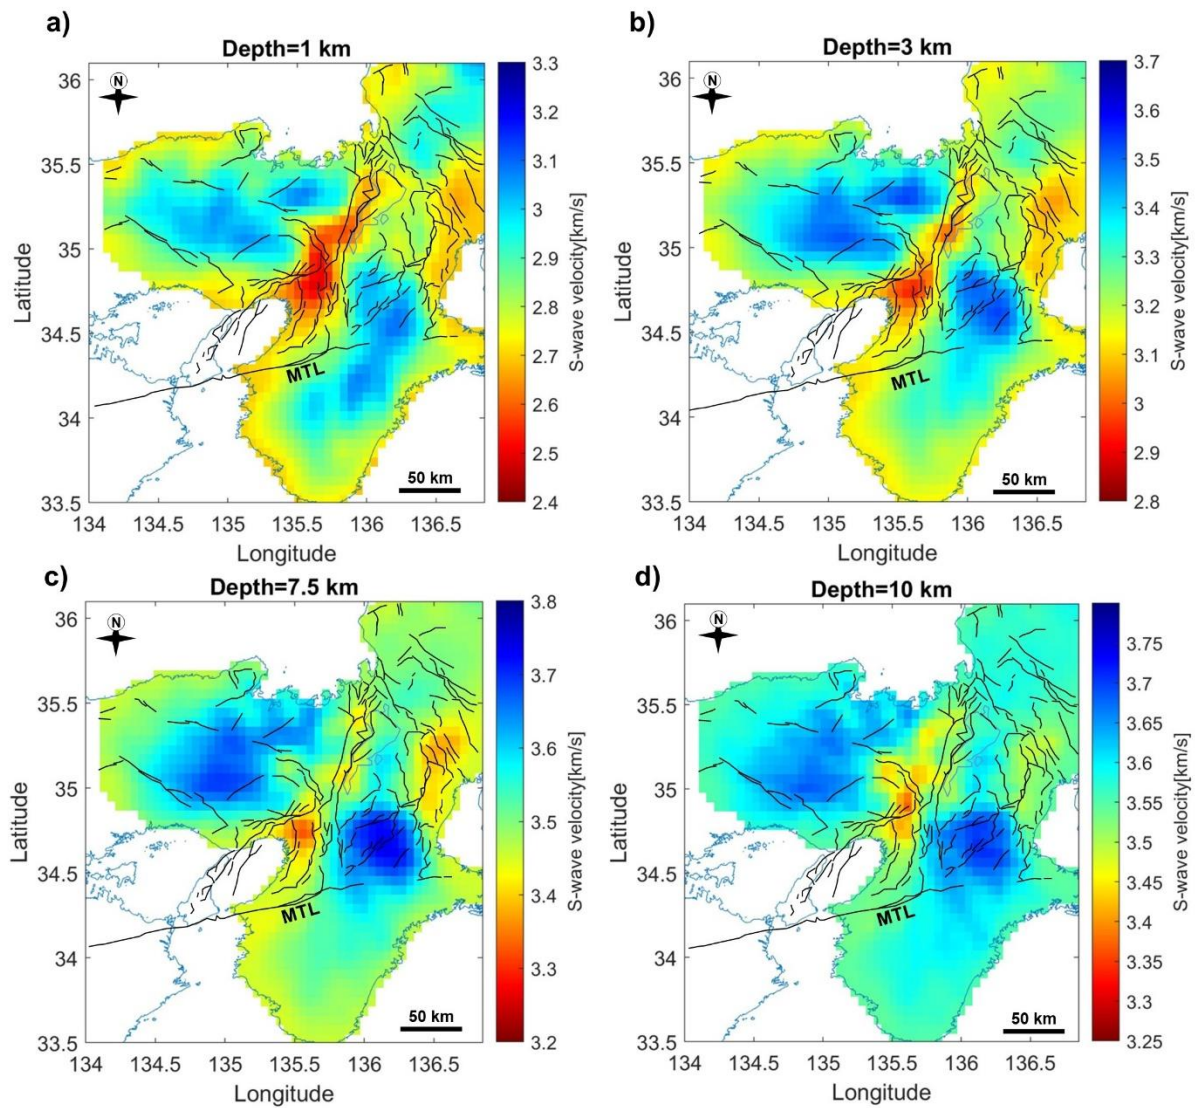 a)
Depth=1 km
N
36
35.5
35
34.5
34
33.5
Latitude
MTL
50 km
134 134.5 135 135.5 136 136.5
Longitude
3.3
3.2
3.1
3
2.9
2.8
2.7
2.6
2.5
2.4
S-wave velocity[km/s]
b)
Depth=3 km
N
36
35.5
35
34.5
34
33.5
Latitude
MTL
50 km
134 134.5 135 135.5 136 136.5
Longitude
3.7
3.6
3.5
3.4
3.3
3.2
3.1
3
2.9
2.8
S-wave velocity[km/s]
c)
Depth=7.5 km
N
36
35.5
35
34.5
34
33.5
Latitude
MTL
50 km
134 134.5 135 135.5 136 136.5
Longitude
3.8
3.7
3.6
3.5
3.4
3.3
3.2
S-wave velocity[km/s]
d)
Depth=10 km
N
36
35.5
35
34.5
34
33.5
Latitude
MTL
50 km
134 134.5 135 135.5 136 136.5
Longitude
3.75
3.7
3.65
3.6
3.55
3.5
3.45
3.4
3.35
3.3
3.25
S-wave velocity[km/s]